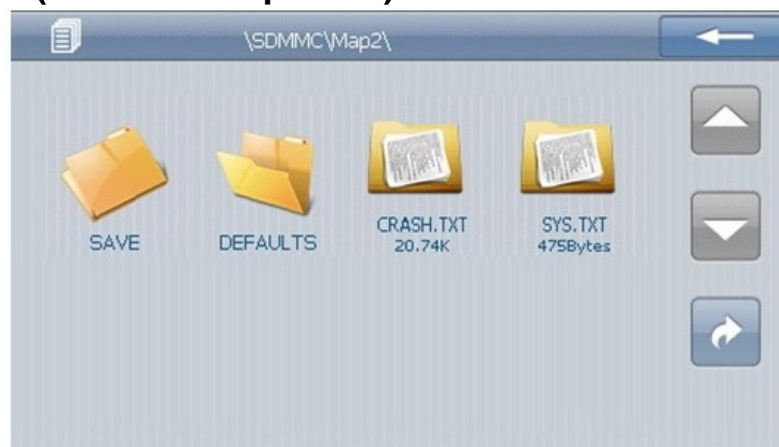 \SDMMC\Map2\
SAVE
DEFAULTS
CRASH.TXT
20.74K
SYS.TXT
475Bytes